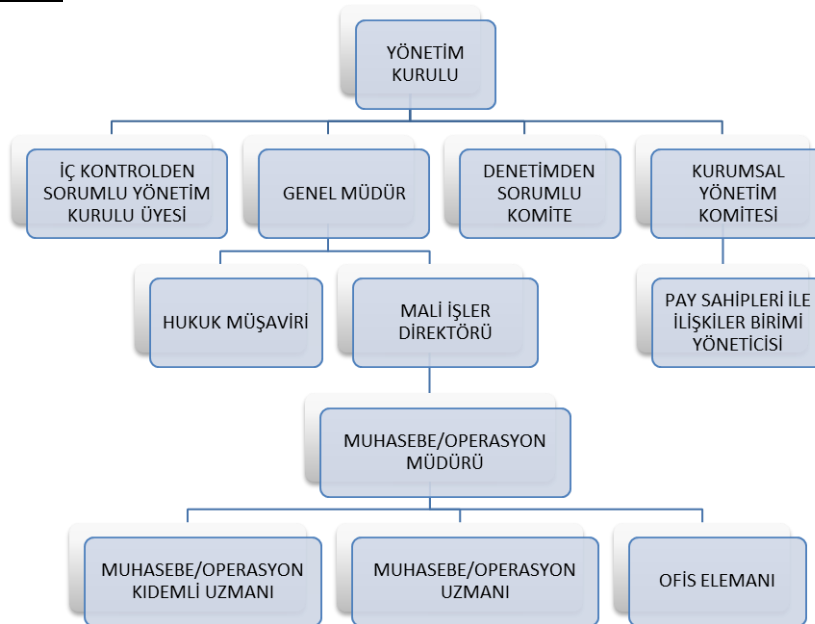 YÖNETİM
KURULU
İÇ KONTROLDEN
SORUMLU YÖNETİM
KURULU ÜYESİ
GENEL MÜDÜR
DENETİMDEN
SORUMLU
KOMİTE
KURUMSAL
YÖNETİM
KOMİTESİ
HUKUK MÜŞAVİRİ
MALİ İŞLER
DİREKTÖRÜ
PAY SAHİPLERİ İLE
İLİŞKİLER BİRİMİ
YÖNETİCİSİ
MUHASEBE/OPERASYON
MÜDÜRÜ
MUHASEBE/OPERASYON
KIDEMLİ UZMANI
MUHASEBE/OPERASYON
UZMANI
OFİS ELEMANI